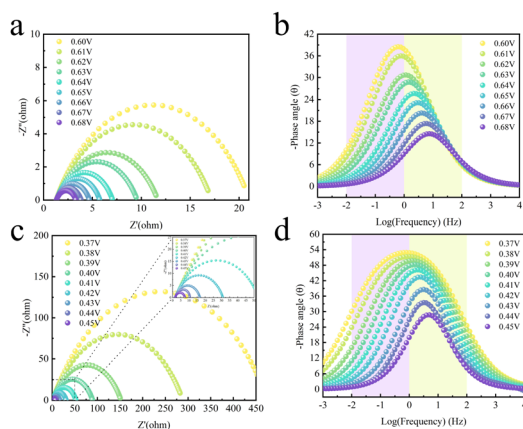 a
10
8
6
4
2
0
-Z''(ohm)
0.60V
0.61V
0.62V
0.63V
0.64V
0.65V
0.66V
0.67V
0.68V
0 5 10 15 20
Z'(ohm)
b
42
36
30
24
18
12
6
0
-Phase angle (θ)
0.60V
0.61V
0.62V
0.63V
0.64V
0.65V
0.66V
0.67V
0.68V
-3 -2 -1 0 1 2 3 4
Log(Frequency) (Hz)
c
200
150
100
50
0
-Z''(ohm)
0.37V
0.38V
0.39V
0.40V
0.41V
0.42V
0.43V
0.44V
0.45V
0 50 100 150 200 250 300 350 400 450
Z'(ohm)
d
60
54
48
42
36
30
24
18
12
6
0
-Phase angle (θ)
0.37V
0.38V
0.39V
0.40V
0.41V
0.42V
0.43V
0.44V
0.45V
-3 -2 -1 0 1 2 3 4
Log(Frequency) (Hz)